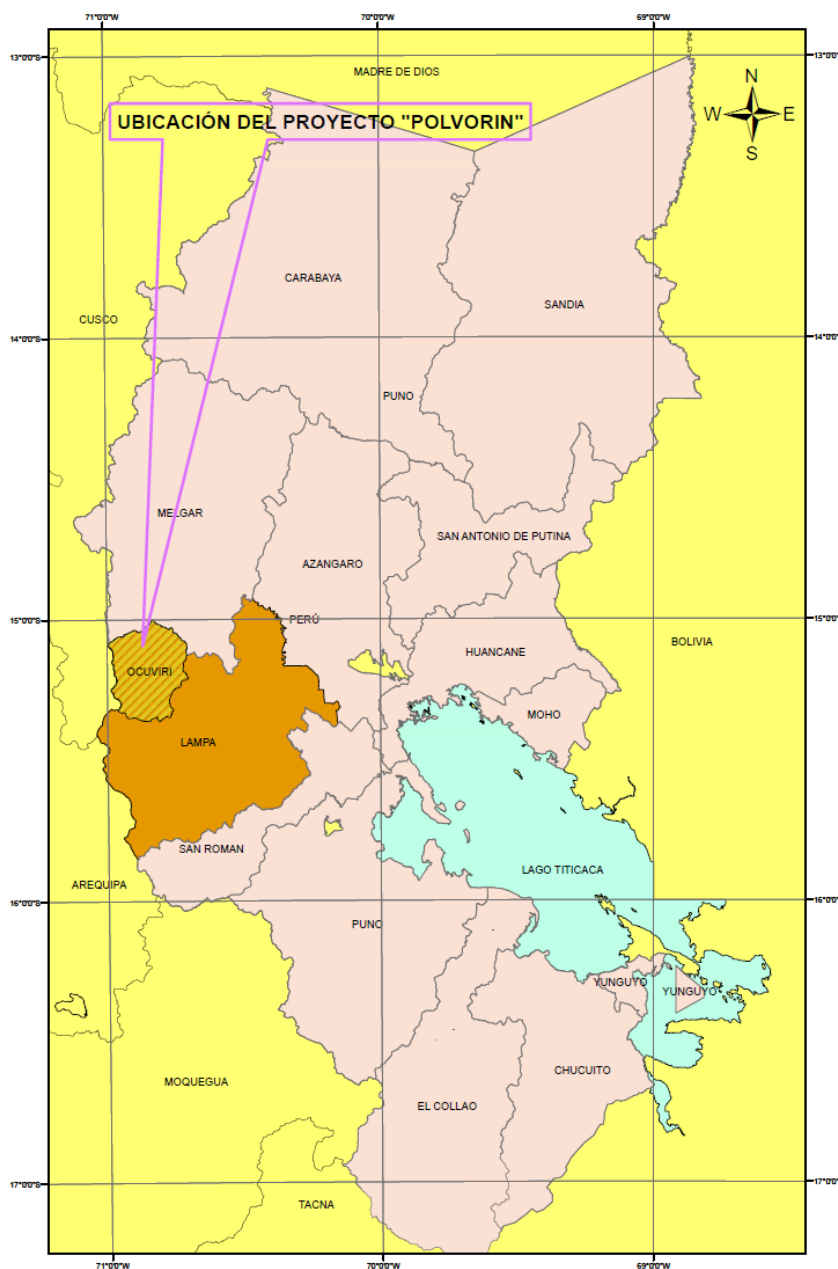 71°0'0"W
70°0'0"W
69°0'0"W
13°0'0"S
13°0'0"S
MADRE DE DIOS
N
W
E
S
UBICACIÓN DEL PROYECTO "POLVORIN"
CARABAYA
SANDIA
CUSCO
14°0'0"S
14°0'0"S
PUNO
MELGAR
SAN ANTONIO DE PUTINA
AZANGARO
15°0'0"S
15°0'0"S
PERÚ
BOLIVIA
HUANCANE
OCUVIRI
MOHO
LAMPA
SAN ROMAN
LAGO TITICACA
AREQUIPA
16°0'0"S
16°0'0"S
PUNO
YUNGUYO
YUNGUYO
CHUCUITO
MOQUEGUA
EL COLLAO
17°0'0"S
17°0'0"S
TACNA
71°0'0"W
70°0'0"W
69°0'0"W